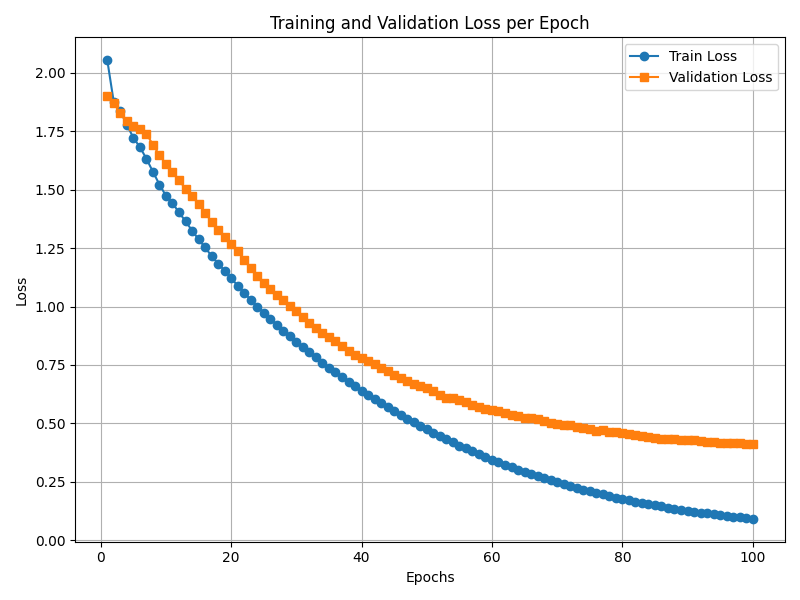 Training and Validation Loss per Epoch
Train Loss
Validation Loss
Loss
2.00
1.75
1.50
1.25
1.00
0.75
0.50
0.25
0.00
0 20 40 60 80 100
Epochs